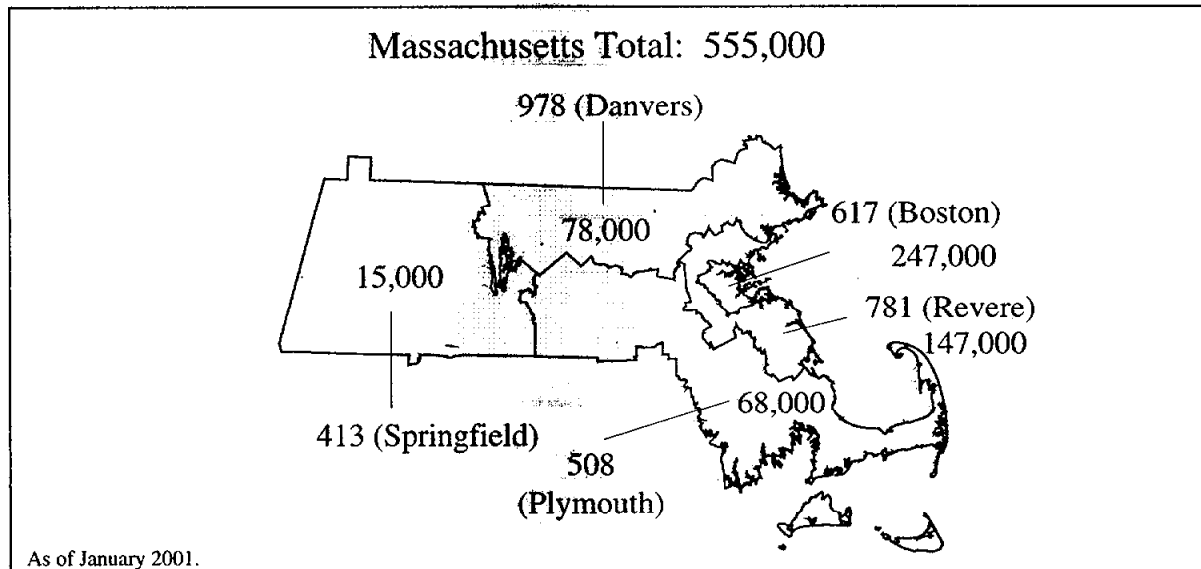 Massachusetts Total: 555,000
978 (Danvers)
617 (Boston)
78,000
247,000
15,000
781 (Revere)
147,000
68,000
413 (Springfield)
508
(Plymouth)
As of January 2001.